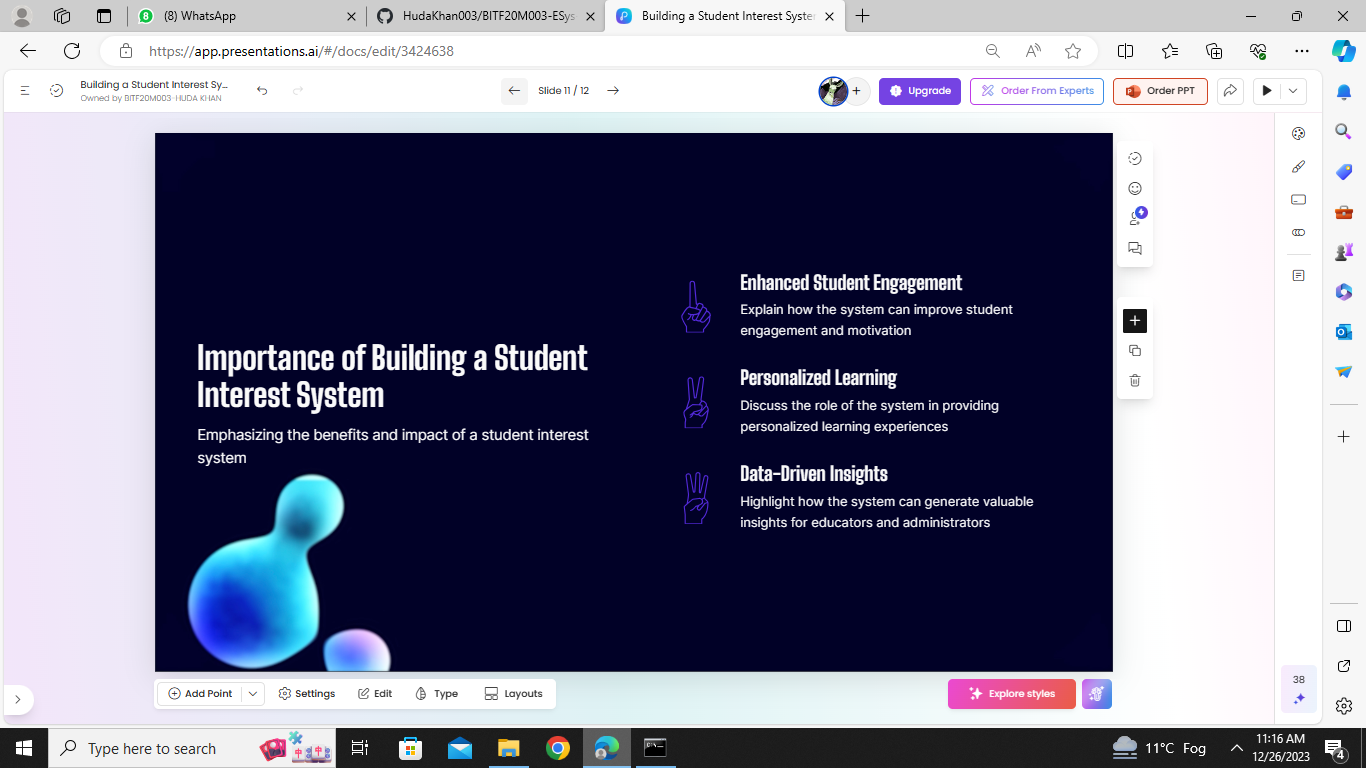 (8) WhatsApp
HudaKhan003/BITF20M003-ESys
Building a Student Interest System
https://app.presentations.ai/#/docs/edit/3424638
Building a Student Interest Sy...
Owned by BITF20M003-HUDA KHAN
Slide 11 / 12
Upgrade
Order From Experts
Order PPT
Importance of Building a Student
Interest System
Emphasizing the benefits and impact of a student interest
system
Enhanced Student Engagement
Explain how the system can improve student
engagement and motivation
Personalized Learning
Discuss the role of the system in providing
personalized learning experiences
Data-Driven Insights
Highlight how the system can generate valuable
insights for educators and administrators
Add Point
Settings
Edit
Type
Layouts
Explore styles
38
Type here to search
11°C Fog
11:16 AM
12/26/2023
4